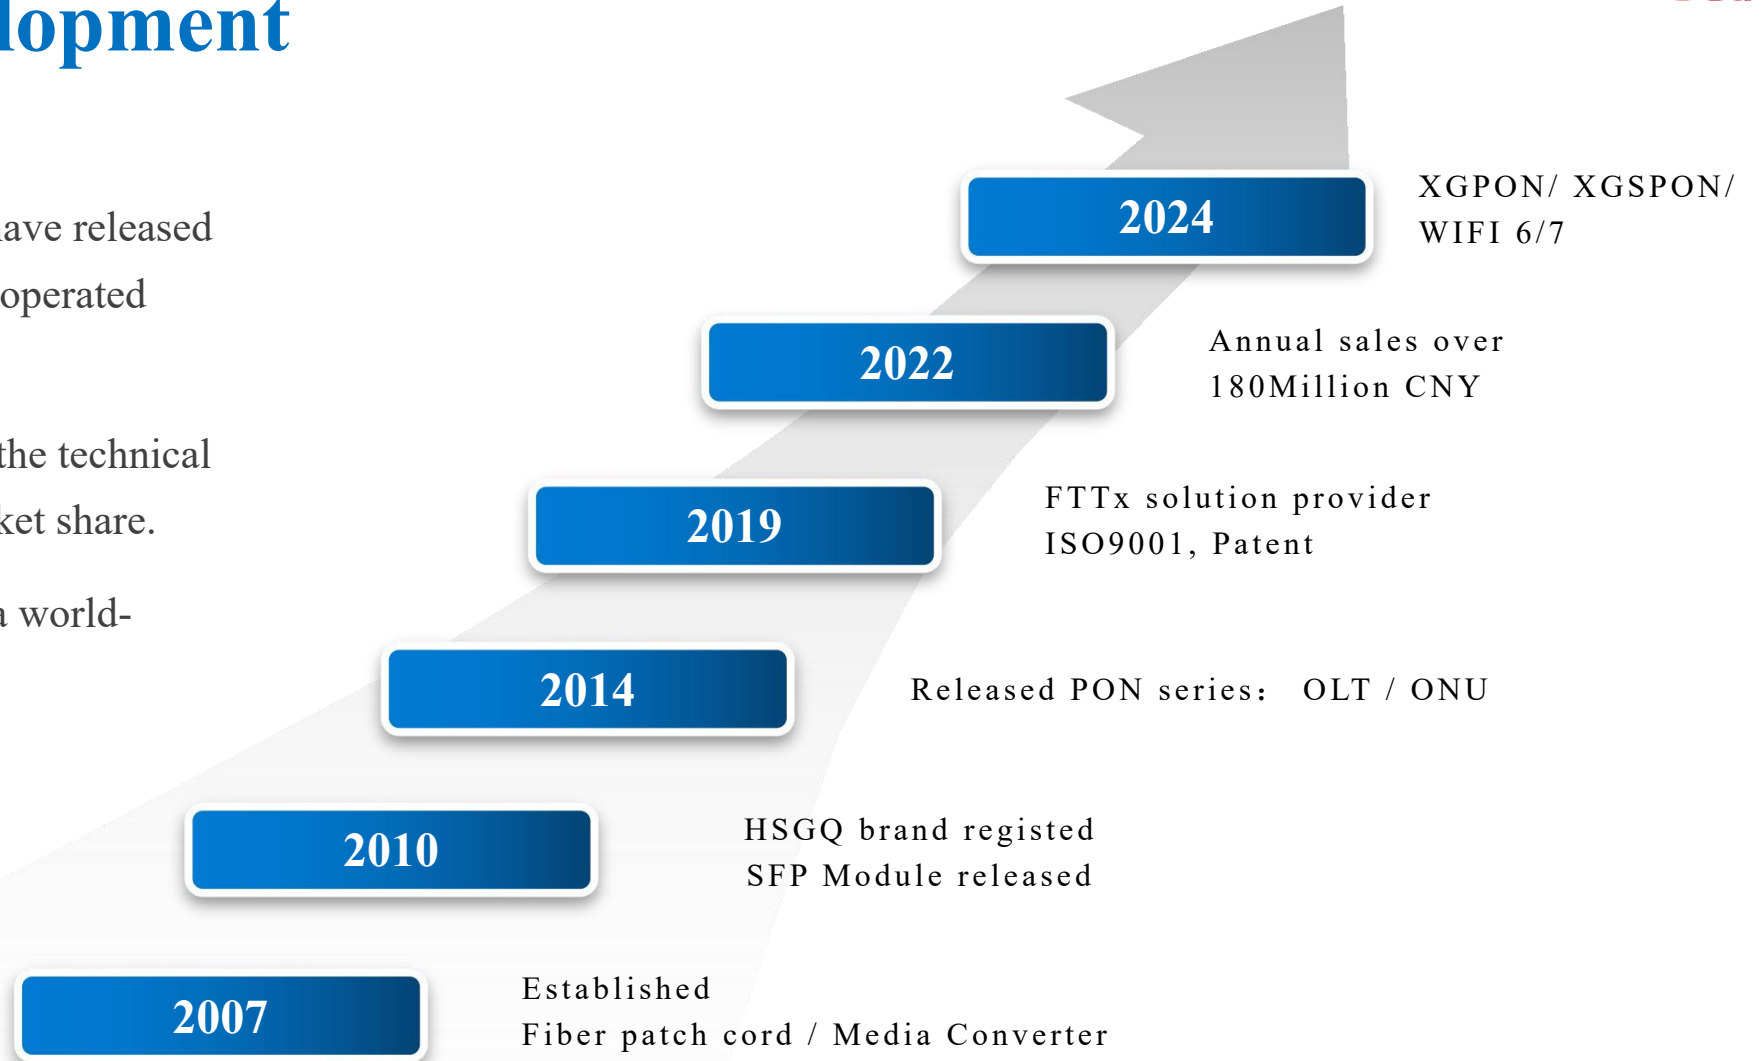 lopment
have released
operated
the technical
ket share.
a world-
2024
XGPON/ XGSPON/
WIFI 6/7
2022
Annual sales over
180Million CNY
2019
FTTx solution provider
ISO9001, Patent
2014
Released PON series： OLT / ONU
2010
HSGQ brand registed
SFP Module released
2007
Established
Fiber patch cord / Media Converter